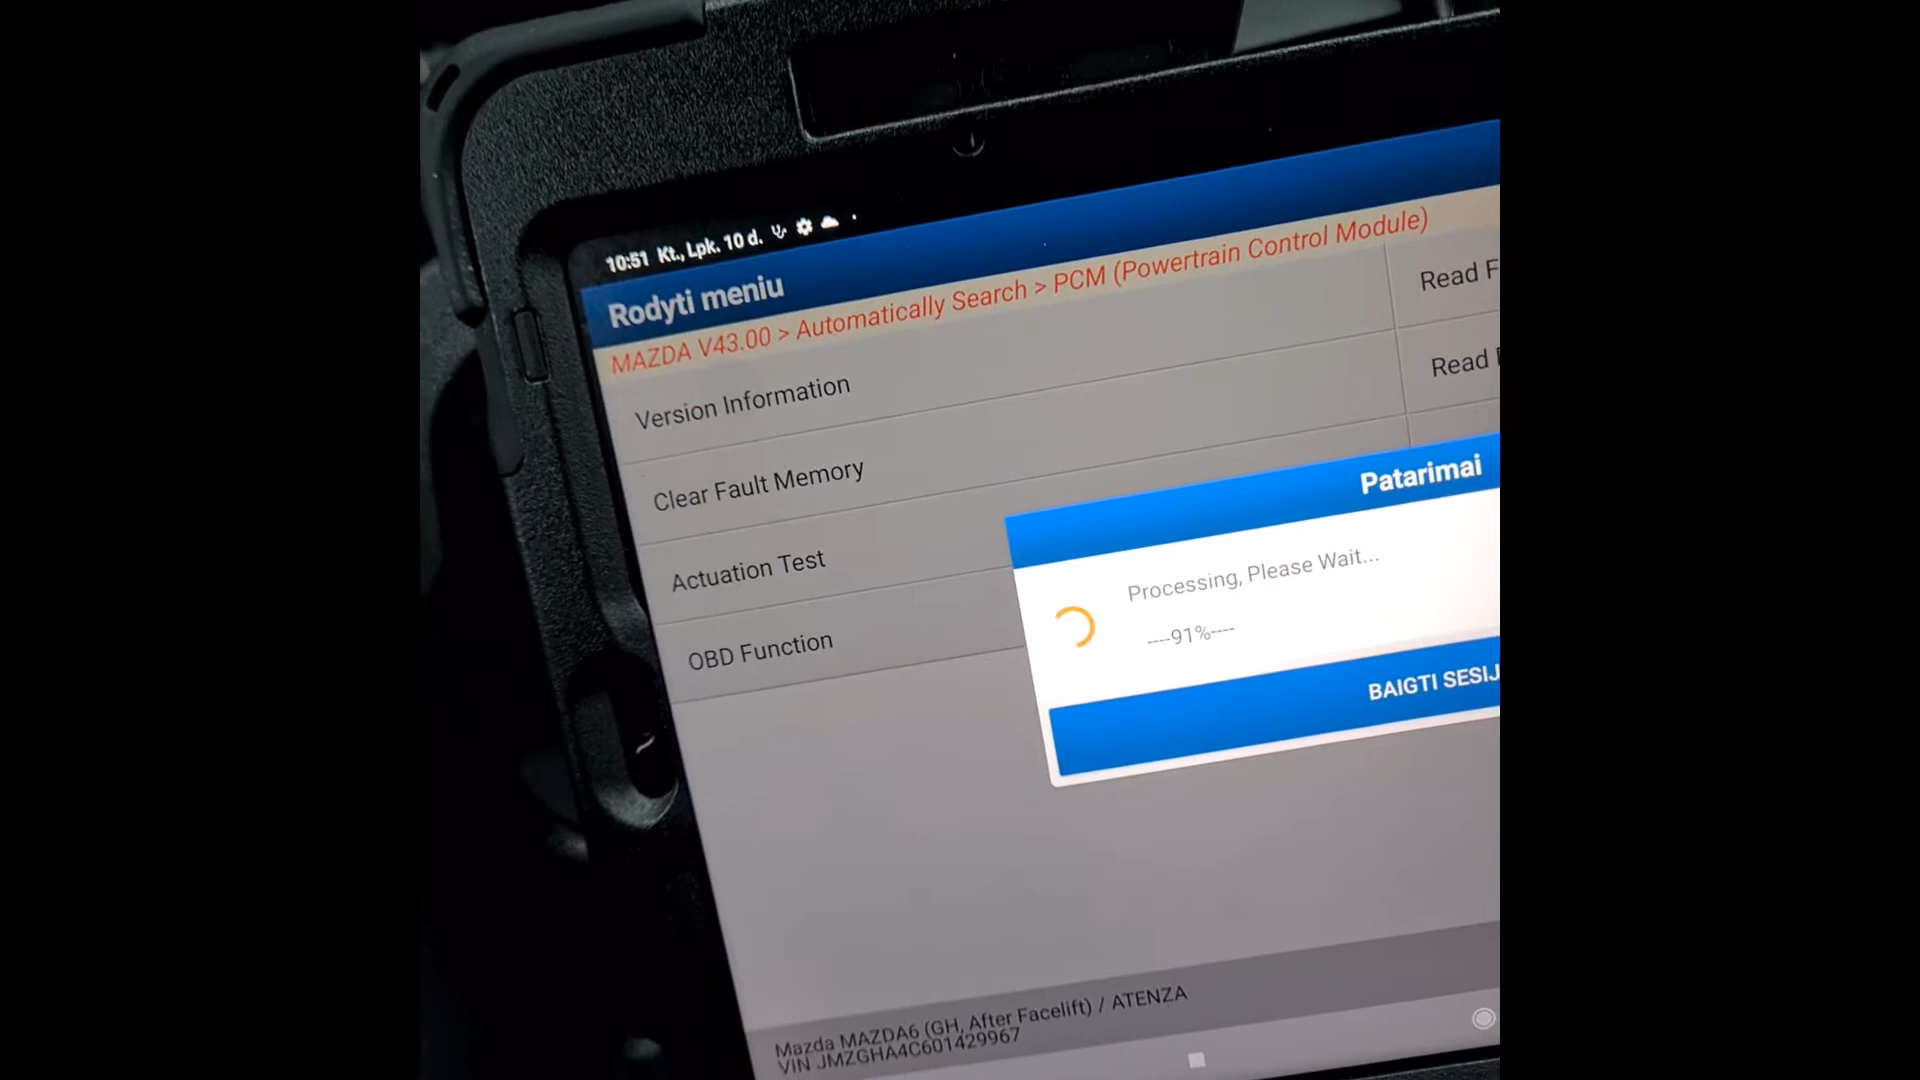 10:51 Kt., Lpk. 10 d.
Rodyti meniu
MAZDA V43.00 > Automatically Search > PCM (Powertrain Control Module)
Version Information
Read F
Clear Fault Memory
Read
Actuation Test
OBD Function
Patarimai
Processing, Please Wait...
----91%----
BAIGTI SESIJ
Mazda MAZDA6 (GH, After Facelift) / ATENZA
VIN JMZGHA4C601429967